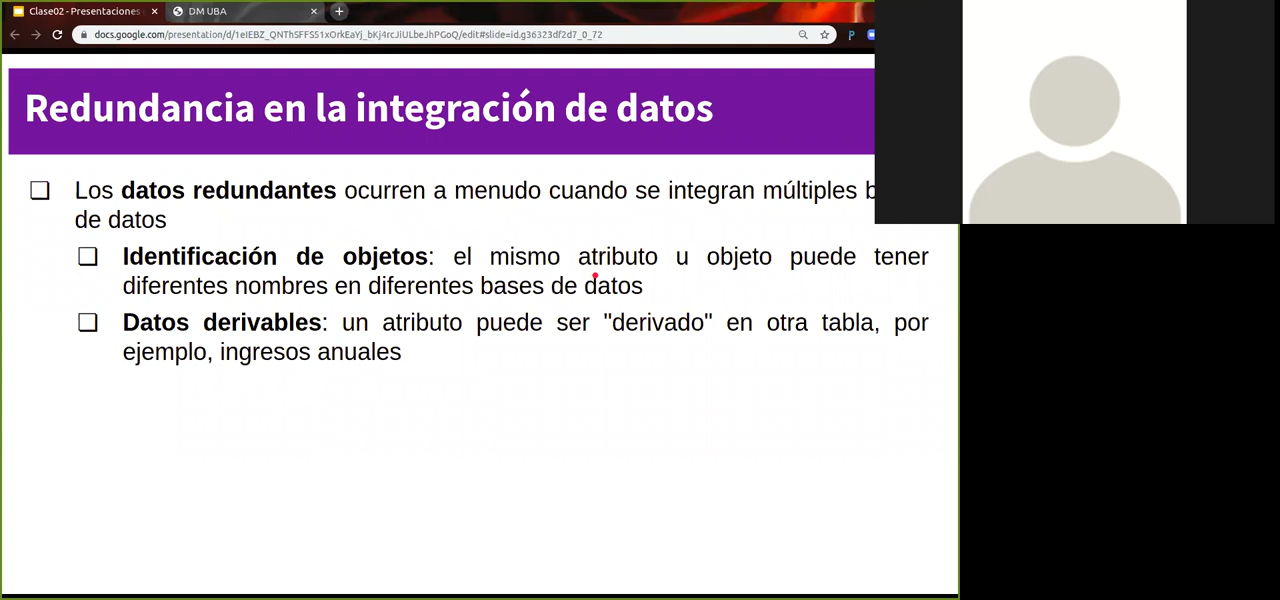 Clase02 - Presentaciones
DM UBA
docs.google.com/presentation/d/1eIEBZ_QNThSFFS51xOrkEaYj_bKj4rcJiULbeJhPGoQ/edit#slide=id.g36323df2d7_0_72
Redundancia en la integración de datos
Los datos redundantes ocurren a menudo cuando se integran múltiples
de datos
Identificación de objetos: el mismo atributo u objeto puede tener
diferentes nombres en diferentes bases de datos
Datos derivables: un atributo puede ser "derivado" en otra tabla, por
ejemplo, ingresos anuales